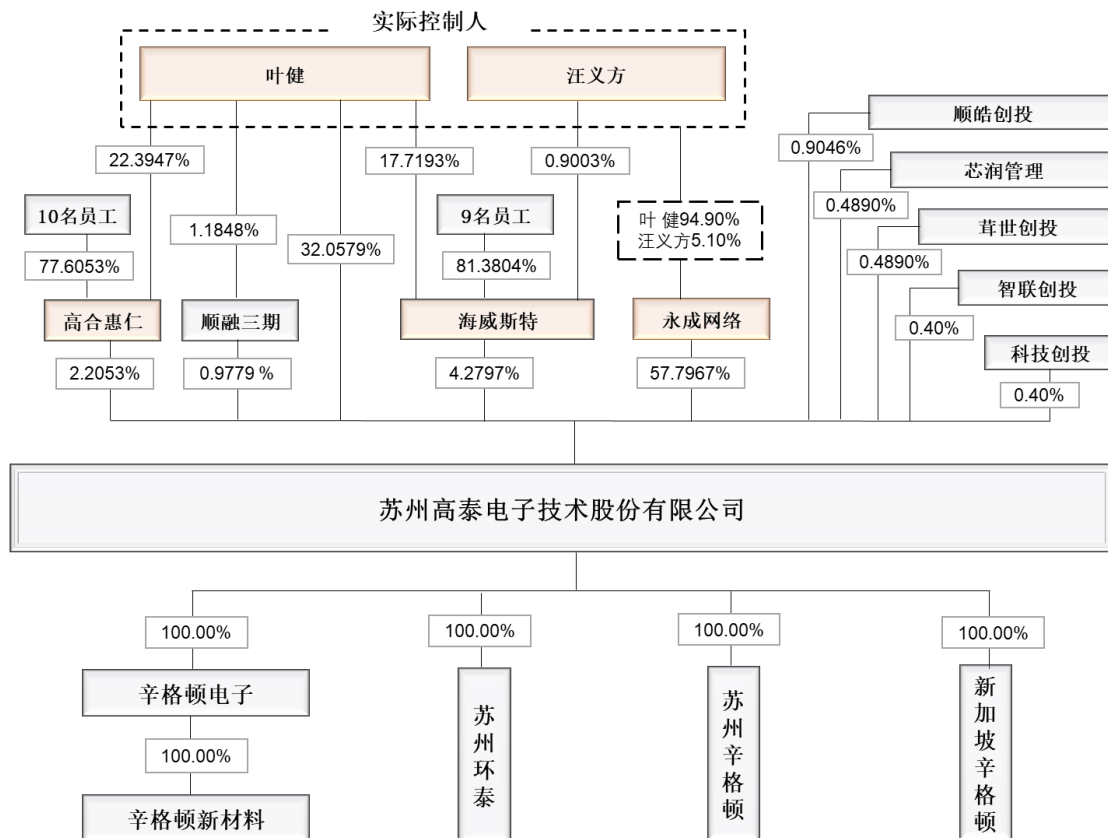 实际控制人
叶健
汪义方
顺皓创投
0.9046%
22.3947%
17.7193%
0.9003%
芯润管理
0.4890%
10名员工
1.1848%
9名员工
叶 健94.90%
汪义方5.10%
茸世创投
0.4890%
32.0579%
77.6053%
81.3804%
智联创投
0.40%
高合惠仁
顺融三期
海威斯特
永成网络
科技创投
2.2053%
0.9779 %
4.2797%
57.7967%
0.40%
苏州高泰电子技术股份有限公司
100.00%
100.00%
100.00%
100.00%
辛格顿电子
苏州环泰
苏州辛格顿
新加坡辛格顿
100.00%
辛格顿新材料